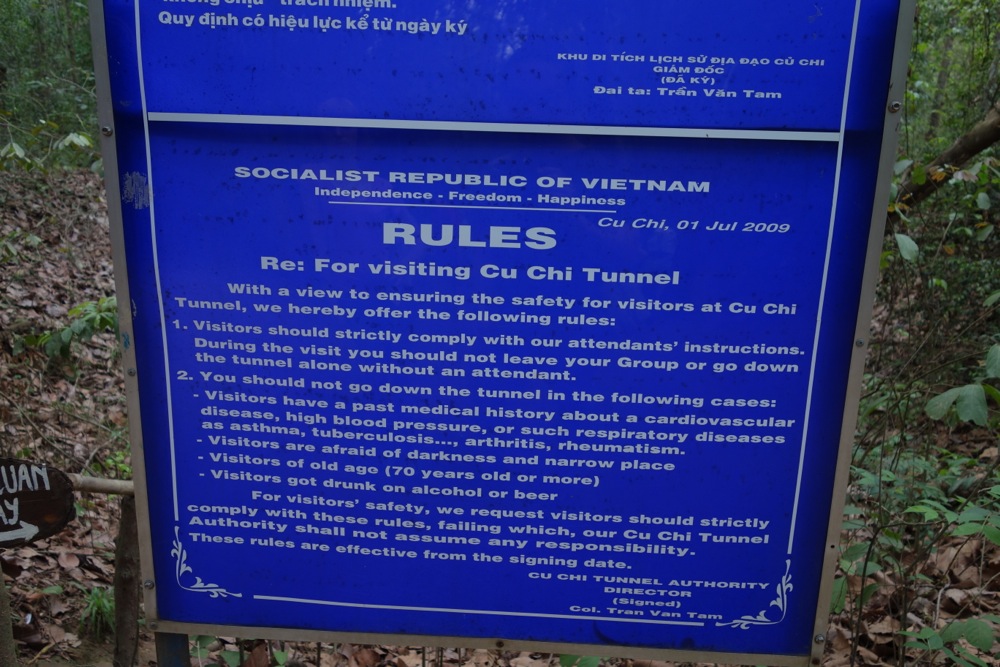 không chịu trách nhiệm.
Quy định có hiệu lực kể từ ngày ký
KHU DI TÍCH LỊCH SỬ ĐỊA ĐẠO CỦ CHI
GIÁM ĐỐC
(ĐÃ KÝ)
Đai ta: Trần Văn Tam
SOCIALIST REPUBLIC OF VIETNAM
Independence - Freedom - Happiness
Cu Chi, 01 Jul 2009
RULES
Re: For visiting Cu Chi Tunnel
With a view to ensuring the safety for visitors at Cu Chi
Tunnel, we hereby offer the following rules:
1. Visitors should strictly comply with our attendants' instructions.
During the visit you should not leave your Group or go down
the tunnel alone without an attendant.
2. You should not go down the tunnel in the following cases:
- Visitors have a past medical history about a cardiovascular
disease, high blood pressure, or such respiratory diseases
as asthma, tuberculosis..., arthritis, rheumatism.
- Visitors are afraid of darkness and narrow place
- Visitors of old age (70 years old or more)
- Visitors got drunk on alcohol or beer
For visitors' safety, we request visitors should strictly
comply with these rules, failing which, our Cu Chi Tunnel
Authority shall not assume any responsibility.
These rules are effective from the signing date.
CU CHI TUNNEL AUTHORITY
DIRECTOR
(Signed)
Col. Tran Van Tam